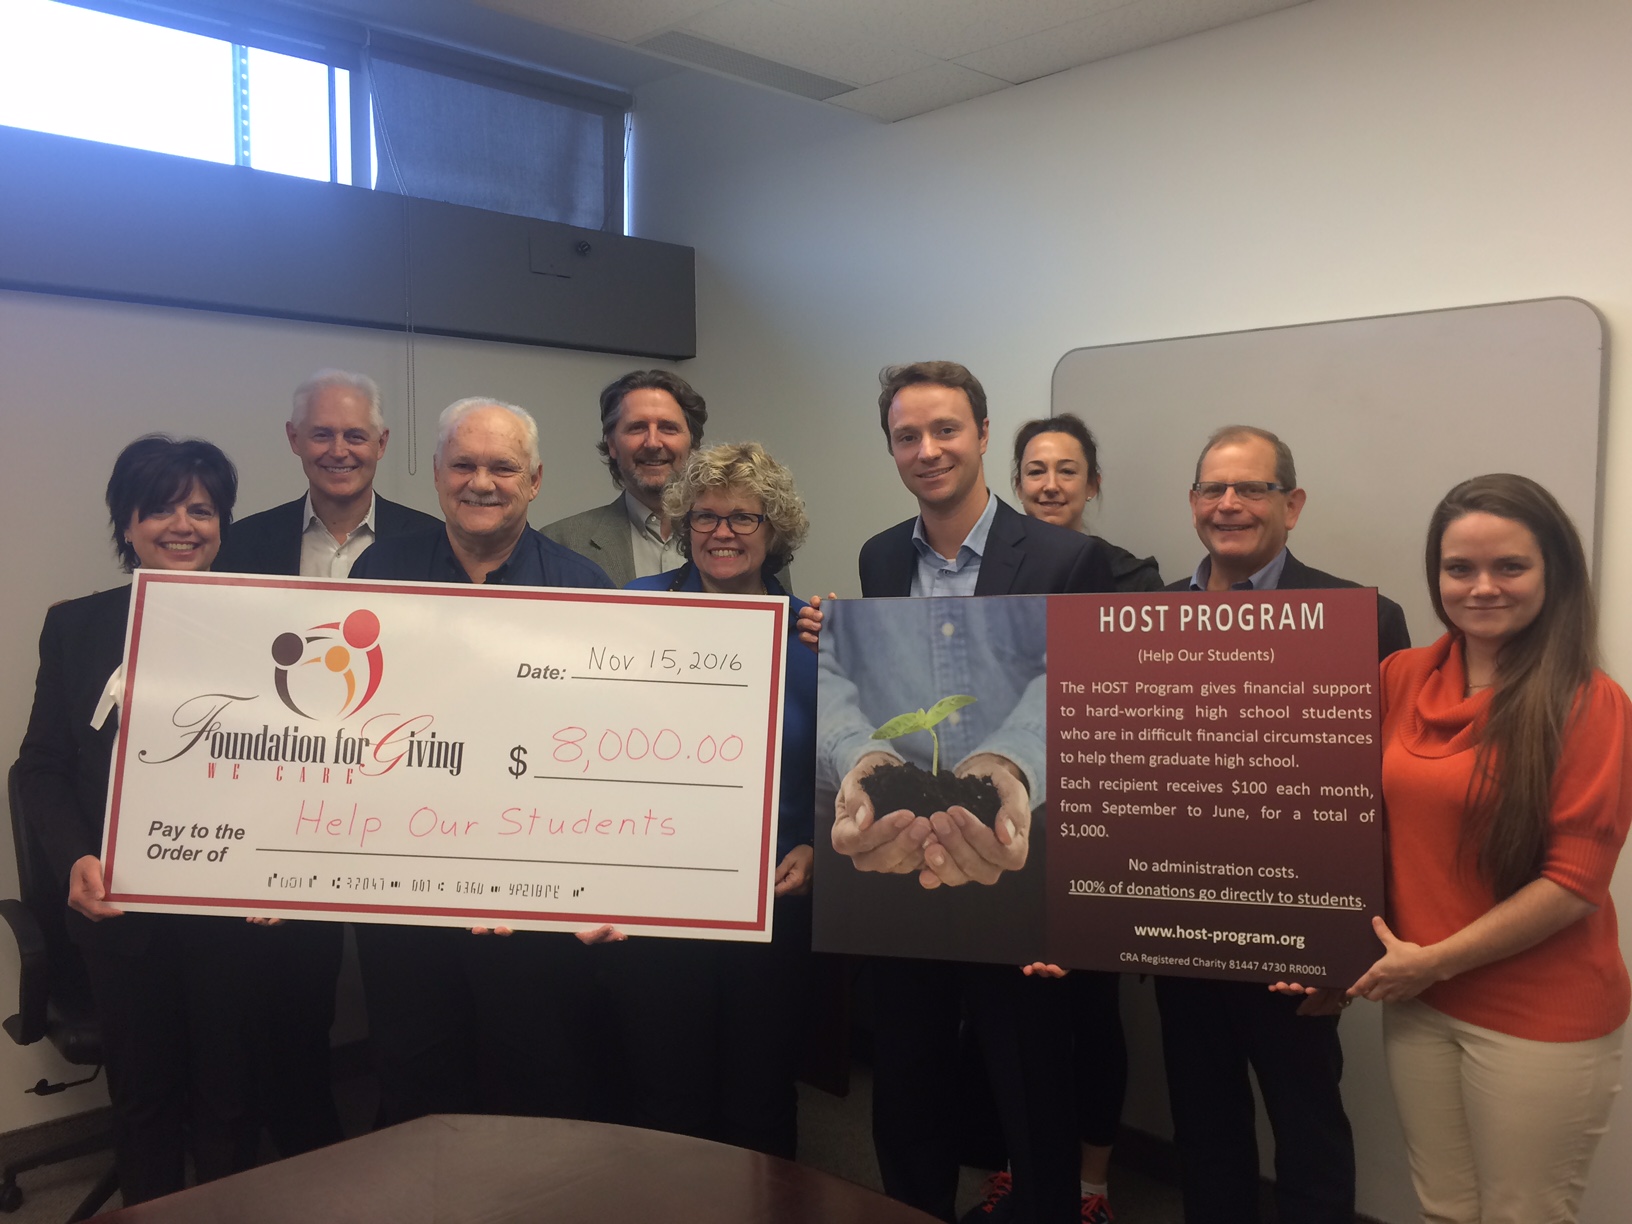 Foundation for Giving
WE CARE
Date: Nov 15, 2016
$ 8,000.00
Pay to the
Order of
Help Our Students
HOST PROGRAM
(Help Our Students)
The HOST Program gives financial support
to hard-working high school students
who are in difficult financial circumstances
to help them graduate high school.
Each recipient receives $100 each month,
from September to June, for a total of
$1,000.
No administration costs.
100% of donations go directly to students.
www.host-program.org
CRA Registered Charity 81447 4730 RR0001